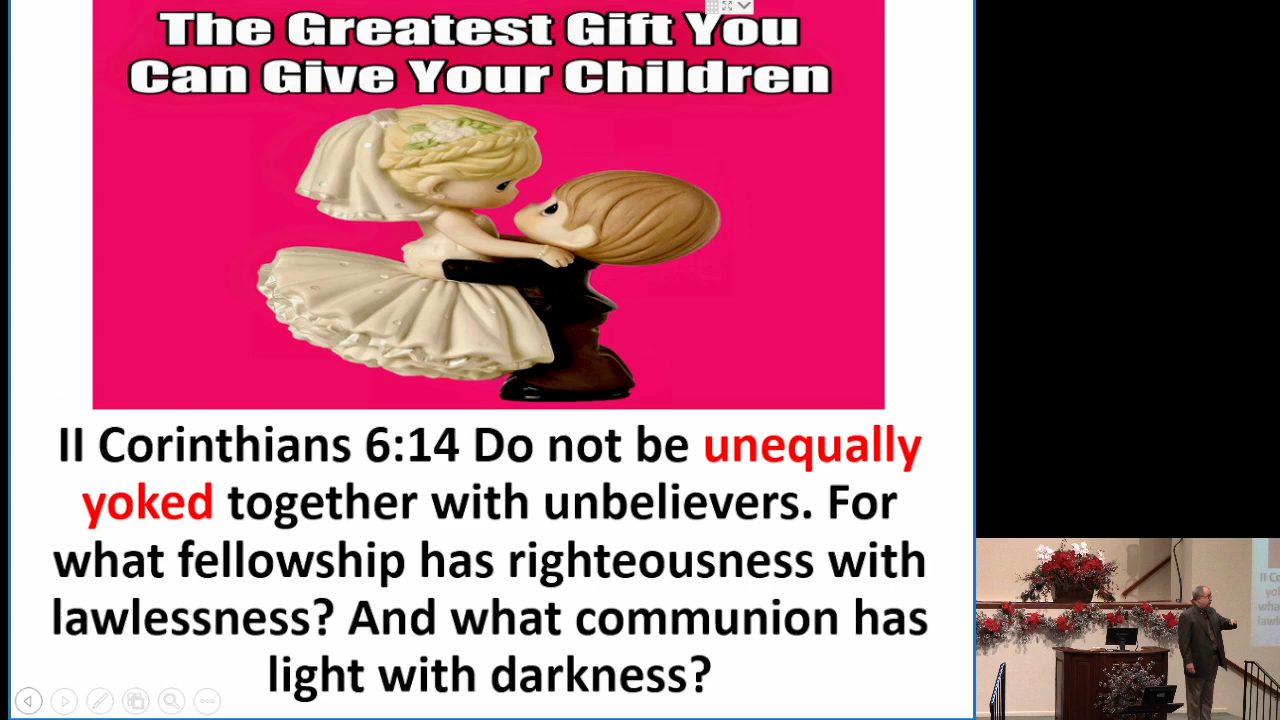 The Greatest Gift You
Can Give Your Children
II Corinthians 6:14 Do not be unequally
yoked together with unbelievers. For
what fellowship has righteousness with
lawlessness? And what communion has
light with darkness?